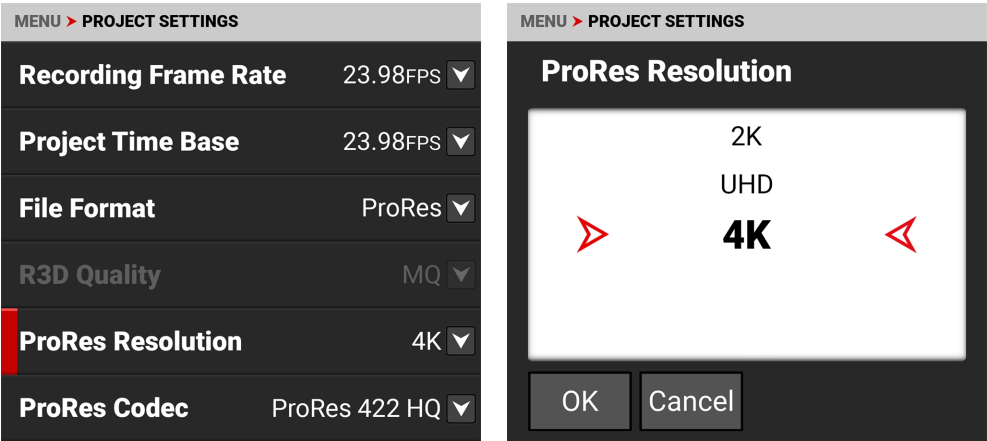 MENU > PROJECT SETTINGS
Recording Frame Rate 23.98FPS
Project Time Base 23.98FPS
File Format ProRes
R3D Quality MQ
ProRes Resolution 4K
ProRes Codec ProRes 422 HQ
MENU > PROJECT SETTINGS
ProRes Resolution
2K
UHD
4K
OK Cancel